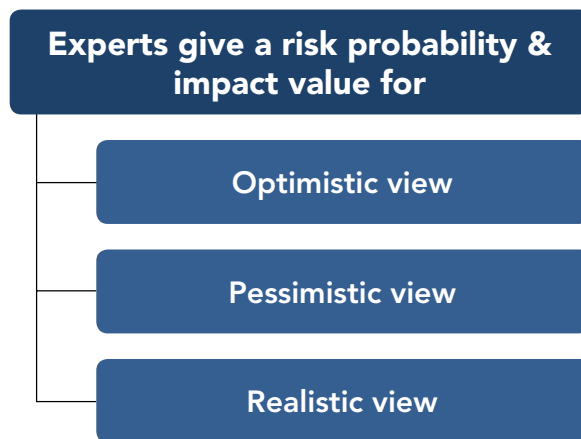 Experts give a risk probability &
impact value for
Optimistic view
Pessimistic view
Realistic view